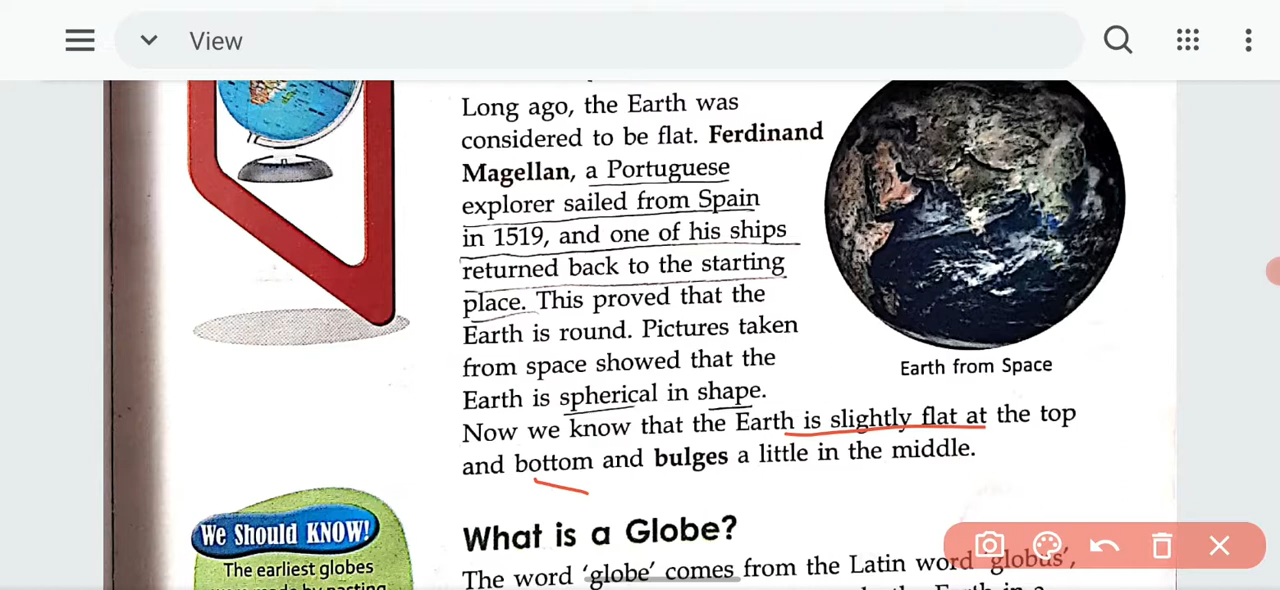 View
Long ago, the Earth was
considered to be flat. Ferdinand
Magellan, a Portuguese
explorer sailed from Spain
in 1519, and one of his ships
returned back to the starting
place. This proved that the
Earth is round. Pictures taken
from space showed that the
Earth is spherical in shape.
Now we know that the Earth is slightly flat at the top
and bottom and bulges a little in the middle.
Earth from Space
What is a Globe?
The word 'globe' comes from the Latin word 'globus',
We Should KNOW!
The earliest globes